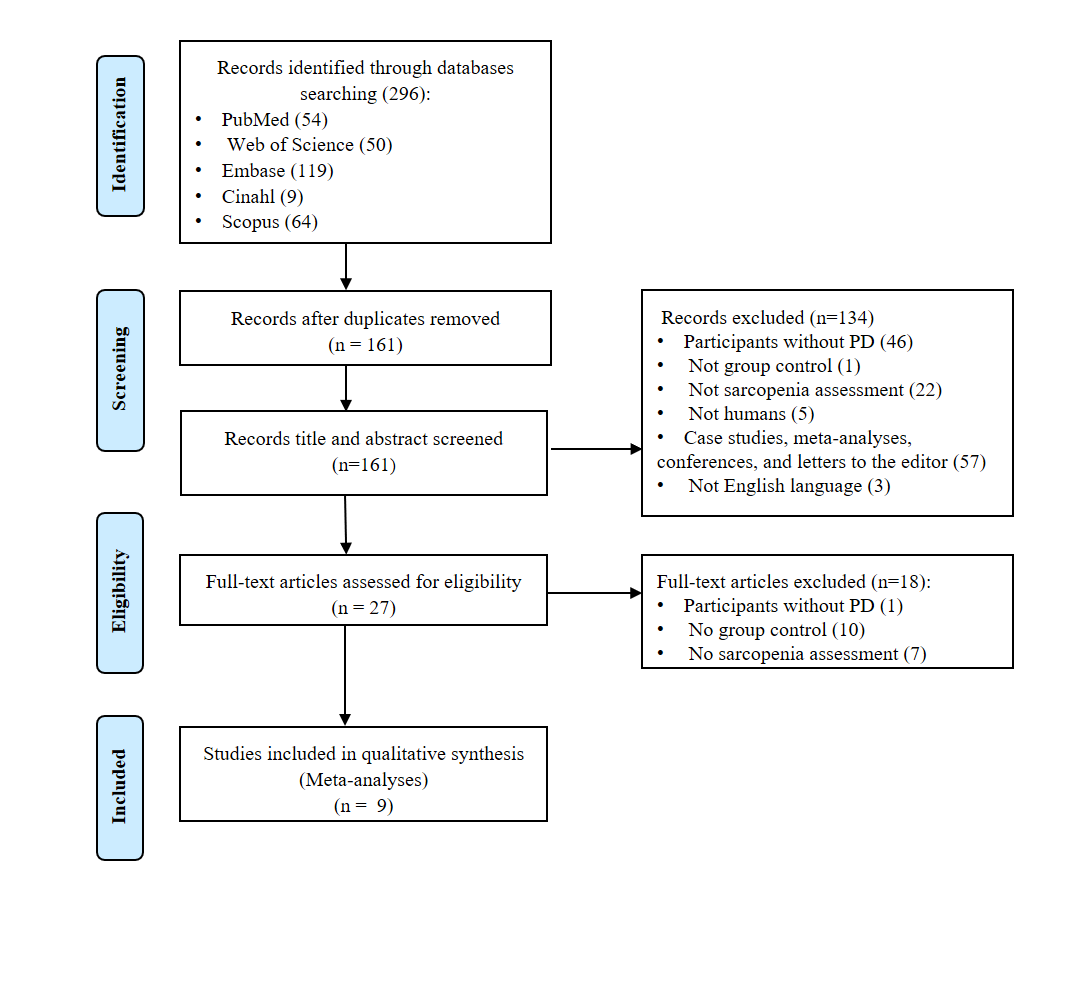 Identification
Records identified through databases
searching (296):
• PubMed (54)
• Web of Science (50)
• Embase (119)
• Cinahl (9)
• Scopus (64)
Screening
Records after duplicates removed
(n = 161)
Records title and abstract screened
(n=161)
Records excluded (n=134)
• Participants without PD (46)
• Not group control (1)
• Not sarcopenia assessment (22)
• Not humans (5)
• Case studies, meta-analyses,
conferences, and letters to the editor (57)
• Not English language (3)
Eligibility
Full-text articles assessed for eligibility
(n = 27)
Full-text articles excluded (n=18):
• Participants without PD (1)
• No group control (10)
• No sarcopenia assessment (7)
Included
Studies included in qualitative synthesis
(Meta-analyses)
(n = 9)